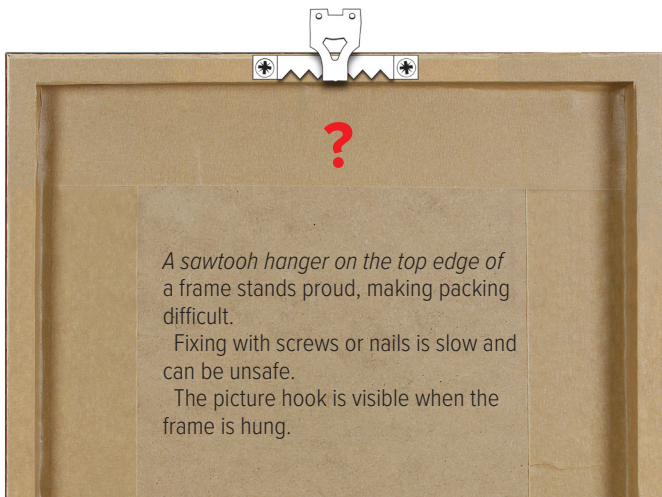 ?
A sawtooh hanger on the top edge of
a frame stands proud, making packing
difficult.
Fixing with screws or nails is slow and
can be unsafe.
The picture hook is visible when the
frame is hung.